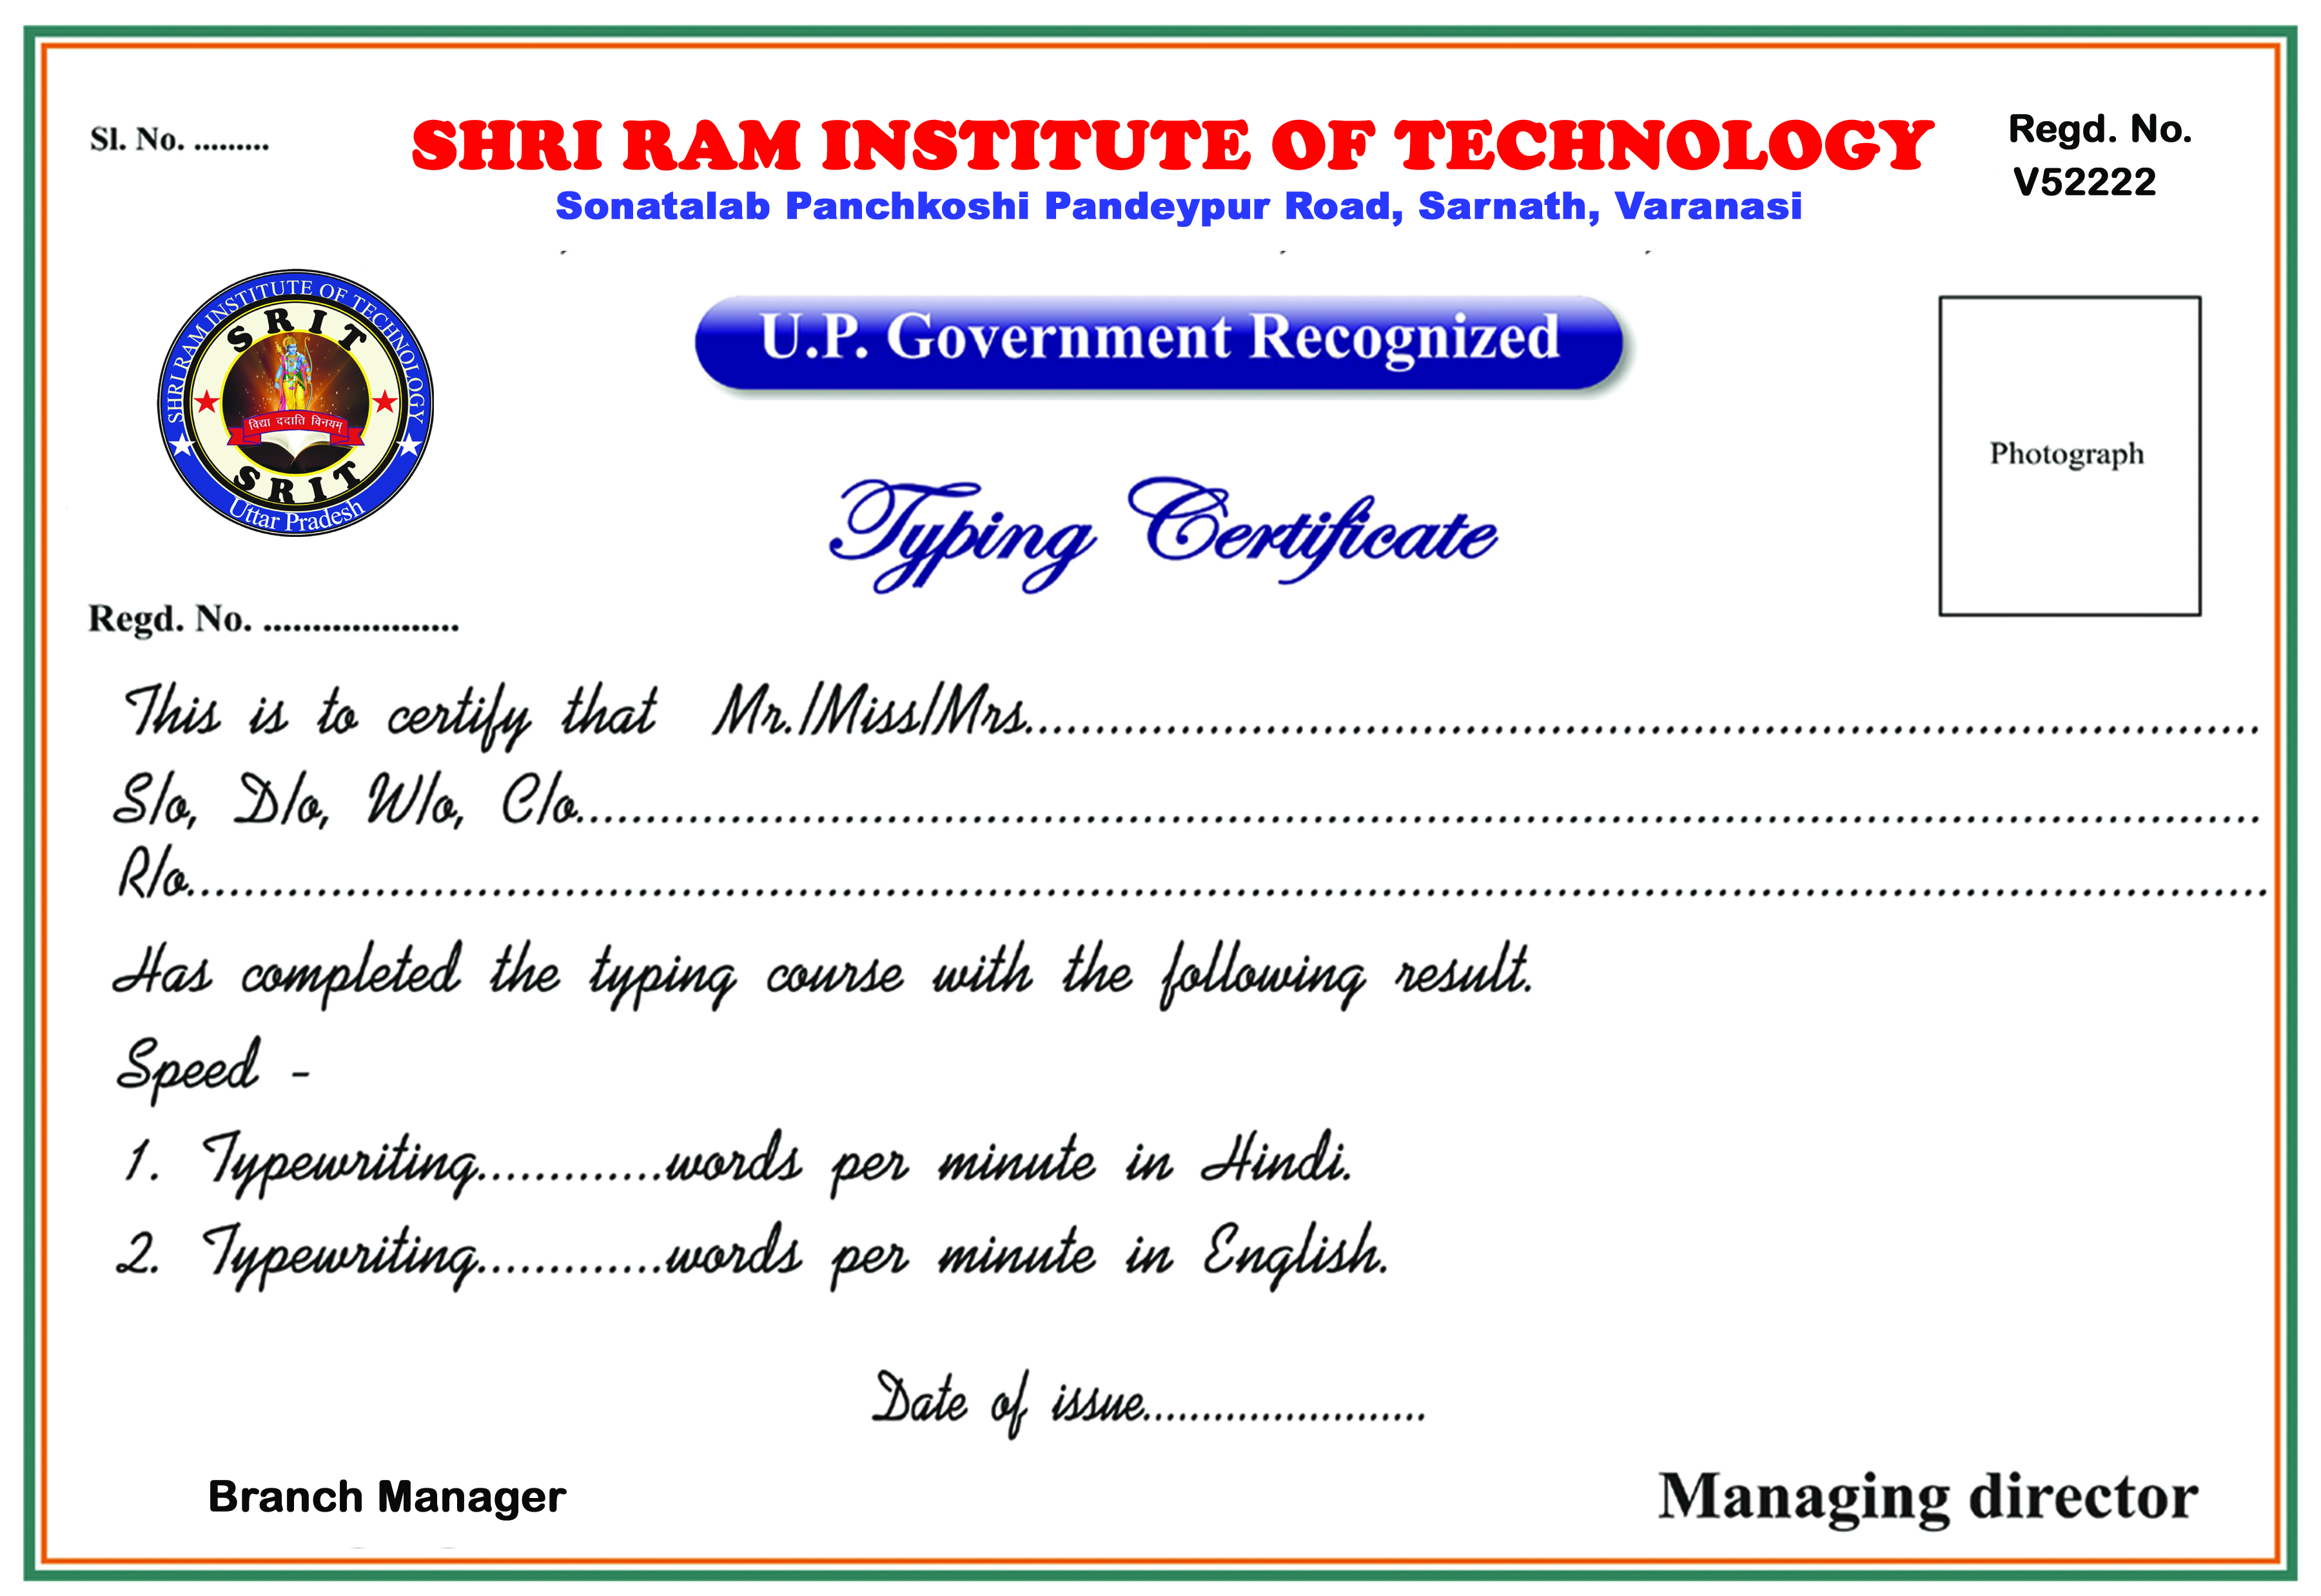 Sl. No. .........
SHRI RAM INSTITUTE OF TECHNOLOGY
Regd. No.
V52222
Sonatalab Panchkoshi Pandeypur Road, Sarnath, Varanasi
SHRI RAM INSTITUTE OF TECHNOLOGY
SRIT
विद्या ददाति विनयम्
SRIT
Uttar Pradesh
U.P. Government Recognized
Photograph
Typing Certificate
Regd. No. ....................
This is to certify that Mr./Miss/Mrs.......................................................................................
S/o, D/o, W/o, C/o.....................................................................................................................
R/o.................................................................................................................................................
Has completed the typing course with the following result.
Speed -
1. Typewriting.............words per minute in Hindi.
2. Typewriting.............words per minute in English.
Date of issue........................
Branch Manager
Managing director